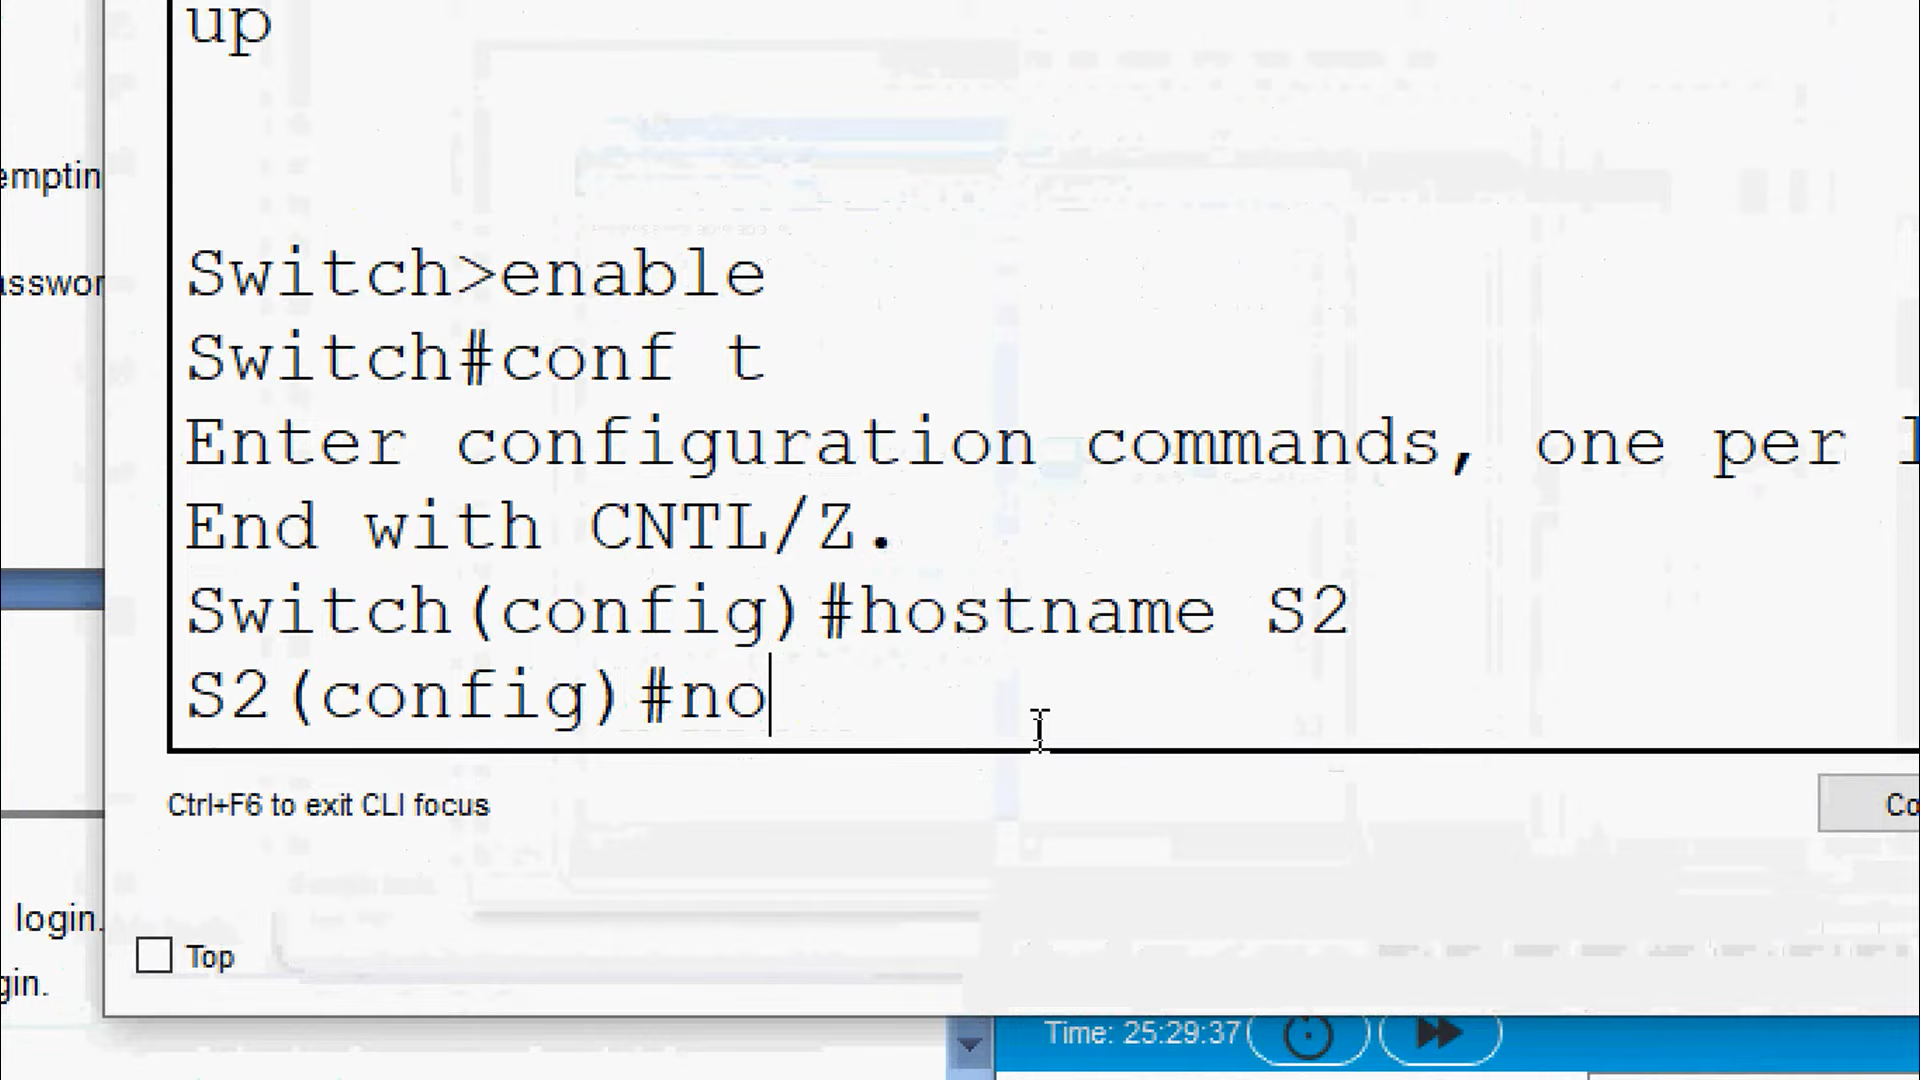 up
emptin
asswor
Switch>enable
Switch#conf t
Enter configuration commands, one per l
End with CNTL/Z.
Switch(config)#hostname S2
S2(config)#no
Ctrl+F6 to exit CLI focus
Co
login.
Top
gin.
Time: 25:29:37